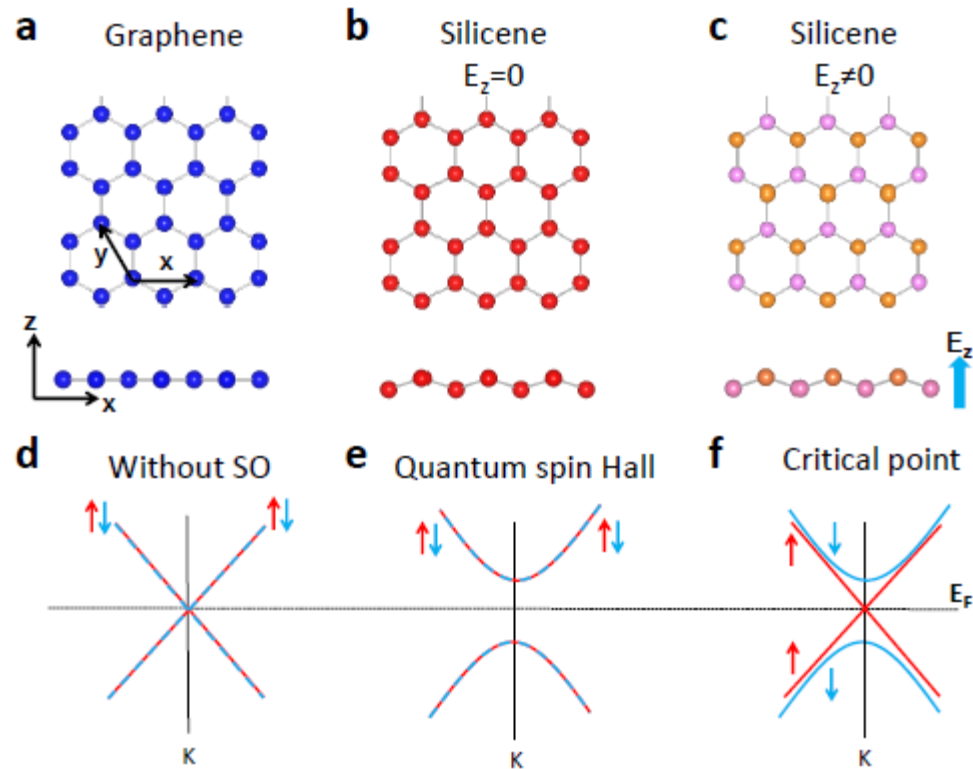 a
Graphene
b
Silicene
E_z=0
c
Silicene
E_z≠0
y
x
z
x
E_z
d
Without SO
e
Quantum spin Hall
f
Critical point
E_F
K
K
K